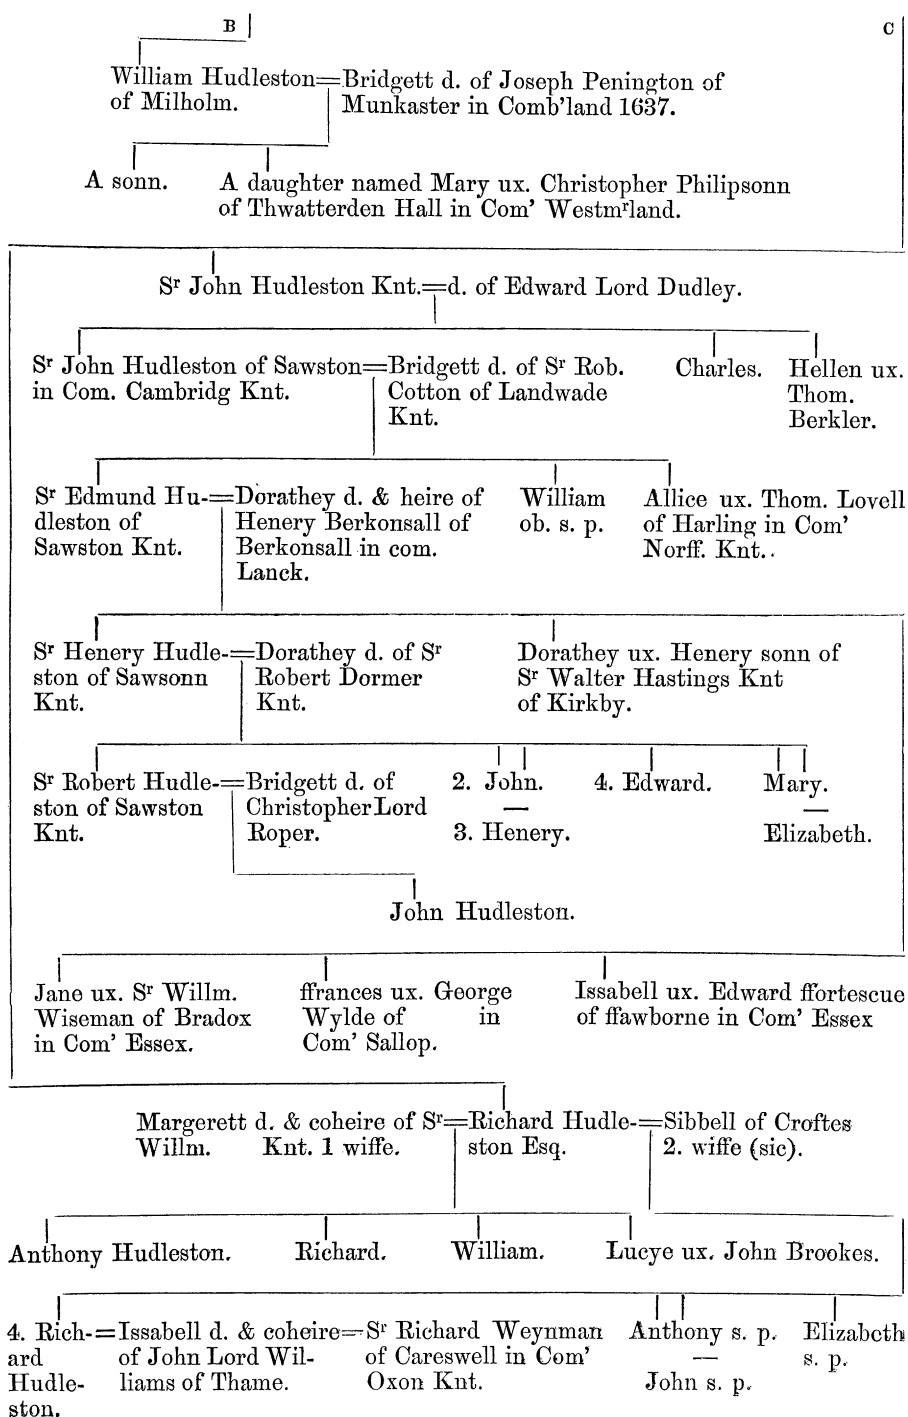 B
C
William Hudleston=Bridgett d. of Joseph Penington of
of Milholm. Munkaster in Comb'land 1637.
A sonn. A daughter named Mary ux. Christopher Philipsonn
of Thwatterden Hall in Com' Westmʳland.
Sʳ John Hudleston Knt.=d. of Edward Lord Dudley.
Sʳ John Hudleston of Sawston=Bridgett d. of Sʳ Rob. Charles. Hellen ux.
in Com. Cambridg Knt. Cotton of Landwade Thom.
Knt. Berkler.
Sʳ Edmund Hu-=Dorathey d. & heire of William Allice ux. Thom. Lovell
dleston of Henery Berkonsall of ob. s. p. of Harling in Com'
Sawston Knt. Berkonsall in com. Norff. Knt.
Lanck.
Sʳ Henery Hudle-=Dorathey d. of Sʳ Dorathey ux. Henery sonn of
ston of Sawsonn Robert Dormer Sʳ Walter Hastings Knt
Knt. Knt. of Kirkby.
Sʳ Robert Hudle-=Bridgett d. of 2. John. 4. Edward. Mary.
ston of Sawston Christopher Lord — —
Knt. Roper. 3. Henery. Elizabeth.
John Hudleston.
Jane ux. Sʳ Willm. ffrances ux. George Issabell ux. Edward ffortescue
Wiseman of Bradox Wylde of in of ffawborne in Com' Essex
in Com' Essex. Com' Sallop.
Margerett d. & coheire of Sʳ=Richard Hudle-=Sibbell of Croftes
Willm. Knt. 1 wiffe. ston Esq. 2. wiffe (sic).
Anthony Hudleston. Richard. William. Lucye ux. John Brookes.
4. Rich-=Issabell d. & coheire=Sʳ Richard Weynman Anthony s. p. Elizabeth
ard of John Lord Wil- of Careswell in Com' — s. p.
Hudle- liams of Thame. Oxon Knt. John s. p.
ston.